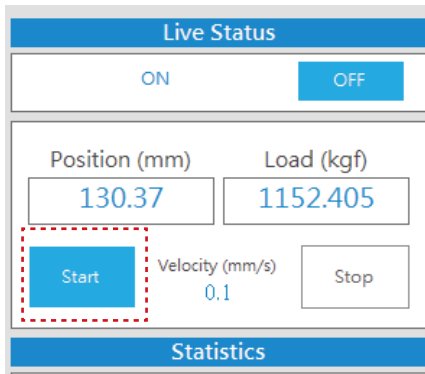 Live Status
ON OFF
Position (mm) Load (kgf)
130.37 1152.405
Start Velocity (mm/s) Stop
0.1
Statistics